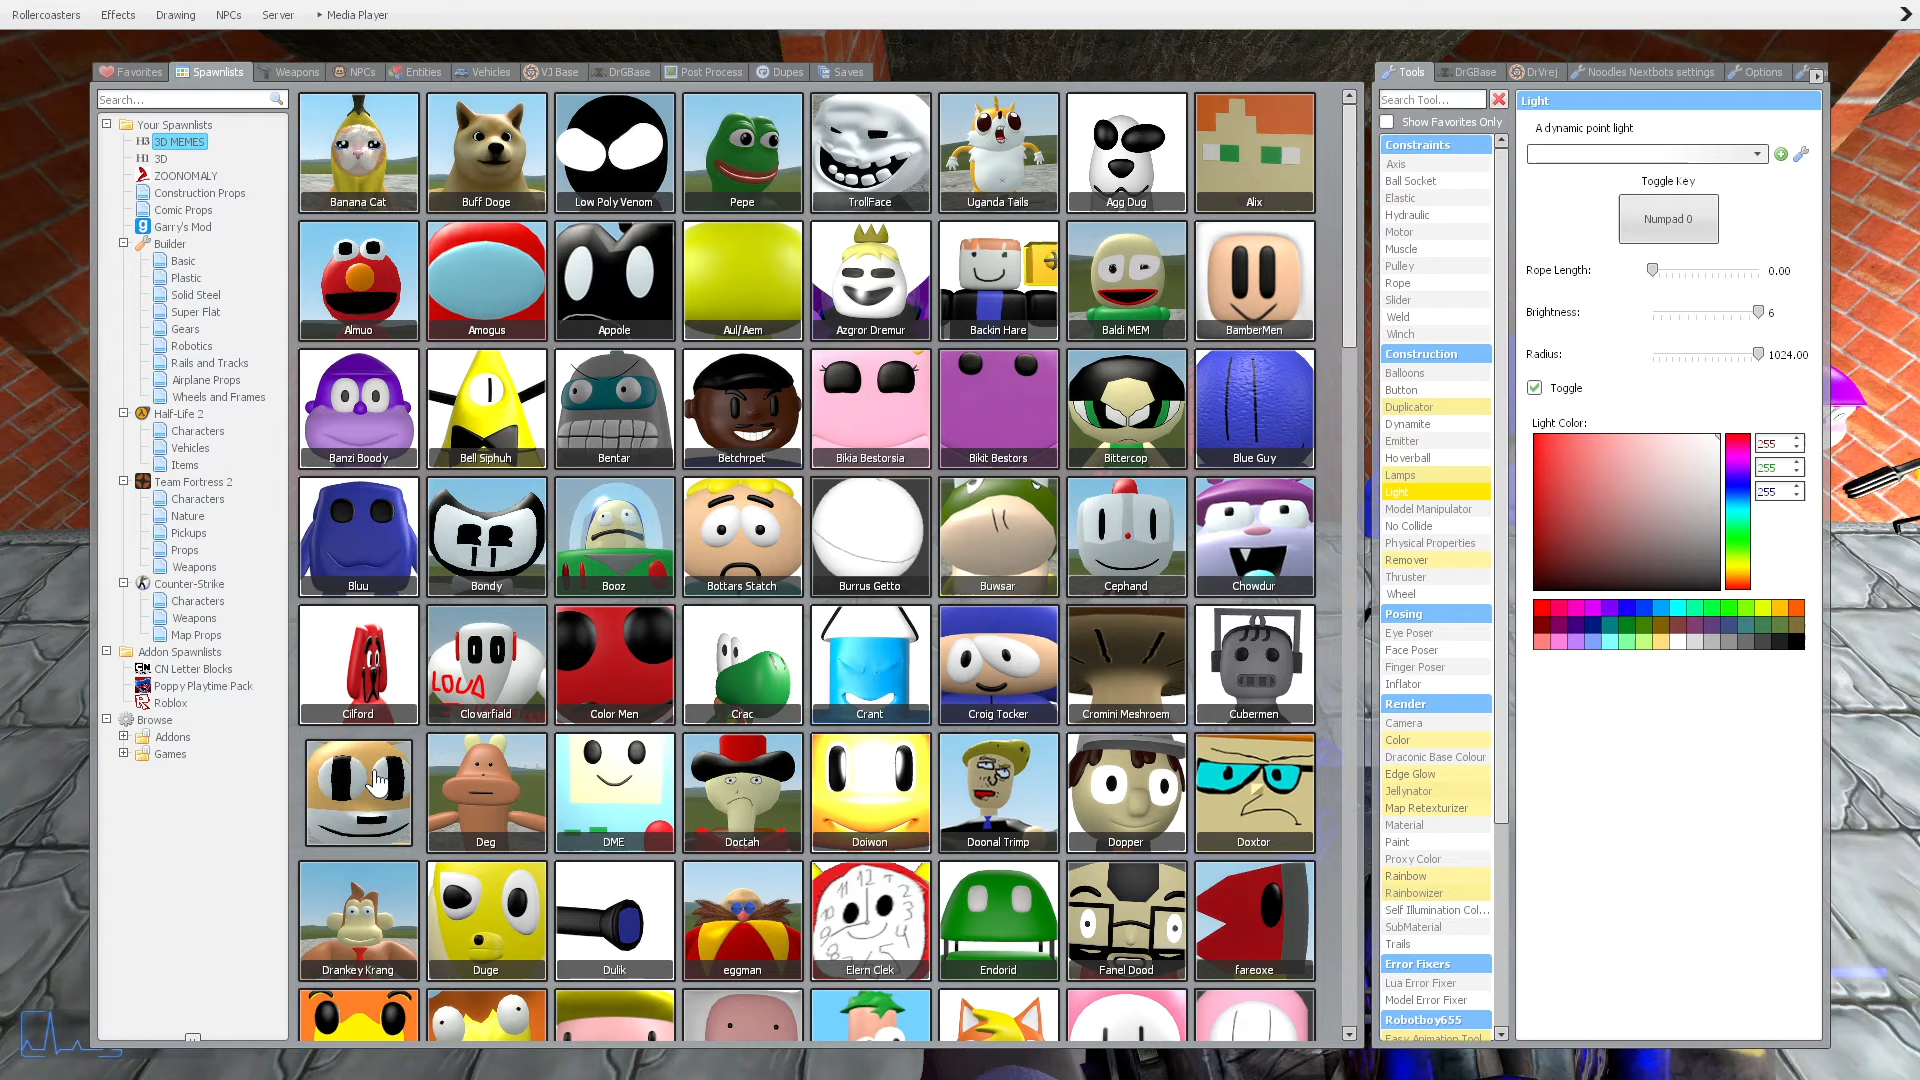 Rollercoasters Effects Drawing NPCs Server Media Player
Favorites Spawnlists Weapons NPCs Entities Vehicles VJ Base DrGBase Post Process Dupes Saves
Search...
Your Spawnlists
H3 3D MEMES
H1 3D
ZOONOMALY
Construction Props
Comic Props
Garry's Mod
Builder
Basic
Plastic
Solid Steel
Super Flat
Gears
Robotics
Rails and Tracks
Airplane Props
Wheels and Frames
Half-Life 2
Characters
Vehicles
Items
Team Fortress 2
Characters
Nature
Pickups
Props
Weapons
Counter-Strike
Characters
Weapons
Map Props
Addon Spawnlists
CN Letter Blocks
Poppy Playtime Pack
Roblox
Browse
Addons
Games
Banana Cat Buff Doge Low Poly Venom Pepe TrollFace Uganda Tails Agg Dug Alix
Almuo Amogus Appole Aul/Aem Azgror Dremur Backin Hare Baldi MEM BamberMen
Banzi Boody Bell Siphuh Bentar Betchrpet Bikia Bestorsia Bikit Bestors Bittercop Blue Guy
Bluu Bondy Booz Bottars Statch Burrus Getto Buwsar Cephand Chowdur
LOUD
Cilford Clovarfiald Color Men Crac Crant Croig Tocker Cromini Meshroem Cubermen
Deg DME Doctah Doiwon Doonal Trimp Dopper Doxtor
Drankey Krang Duge Dulik eggman Elern Clek Endorid Fanel Dood fareoxe
Tools DrGBase DrVrej Noodles Nextbots settings Options
Search Tool...
Show Favorites Only
Constraints
Axis
Ball Socket
Elastic
Hydraulic
Motor
Muscle
Pulley
Rope
Slider
Weld
Winch
Construction
Balloons
Button
Duplicator
Dynamite
Emitter
Hoverball
Lamps
Light
Model Manipulator
No Collide
Physical Properties
Remover
Thruster
Wheel
Posing
Eye Poser
Face Poser
Finger Poser
Inflator
Render
Camera
Color
Draconic Base Colour
Edge Glow
Jellynator
Map Retexturizer
Material
Paint
Proxy Color
Rainbow
Rainbowizer
Self Illumination Col...
SubMaterial
Trails
Error Fixers
Lua Error Fixer
Model Error Fixer
Robotboy655
Easy Animation Tool
Light
A dynamic point light
Toggle Key
Numpad 0
Rope Length: 0.00
Brightness: 6
Radius: 1024.00
Toggle
Light Color:
255
255
255